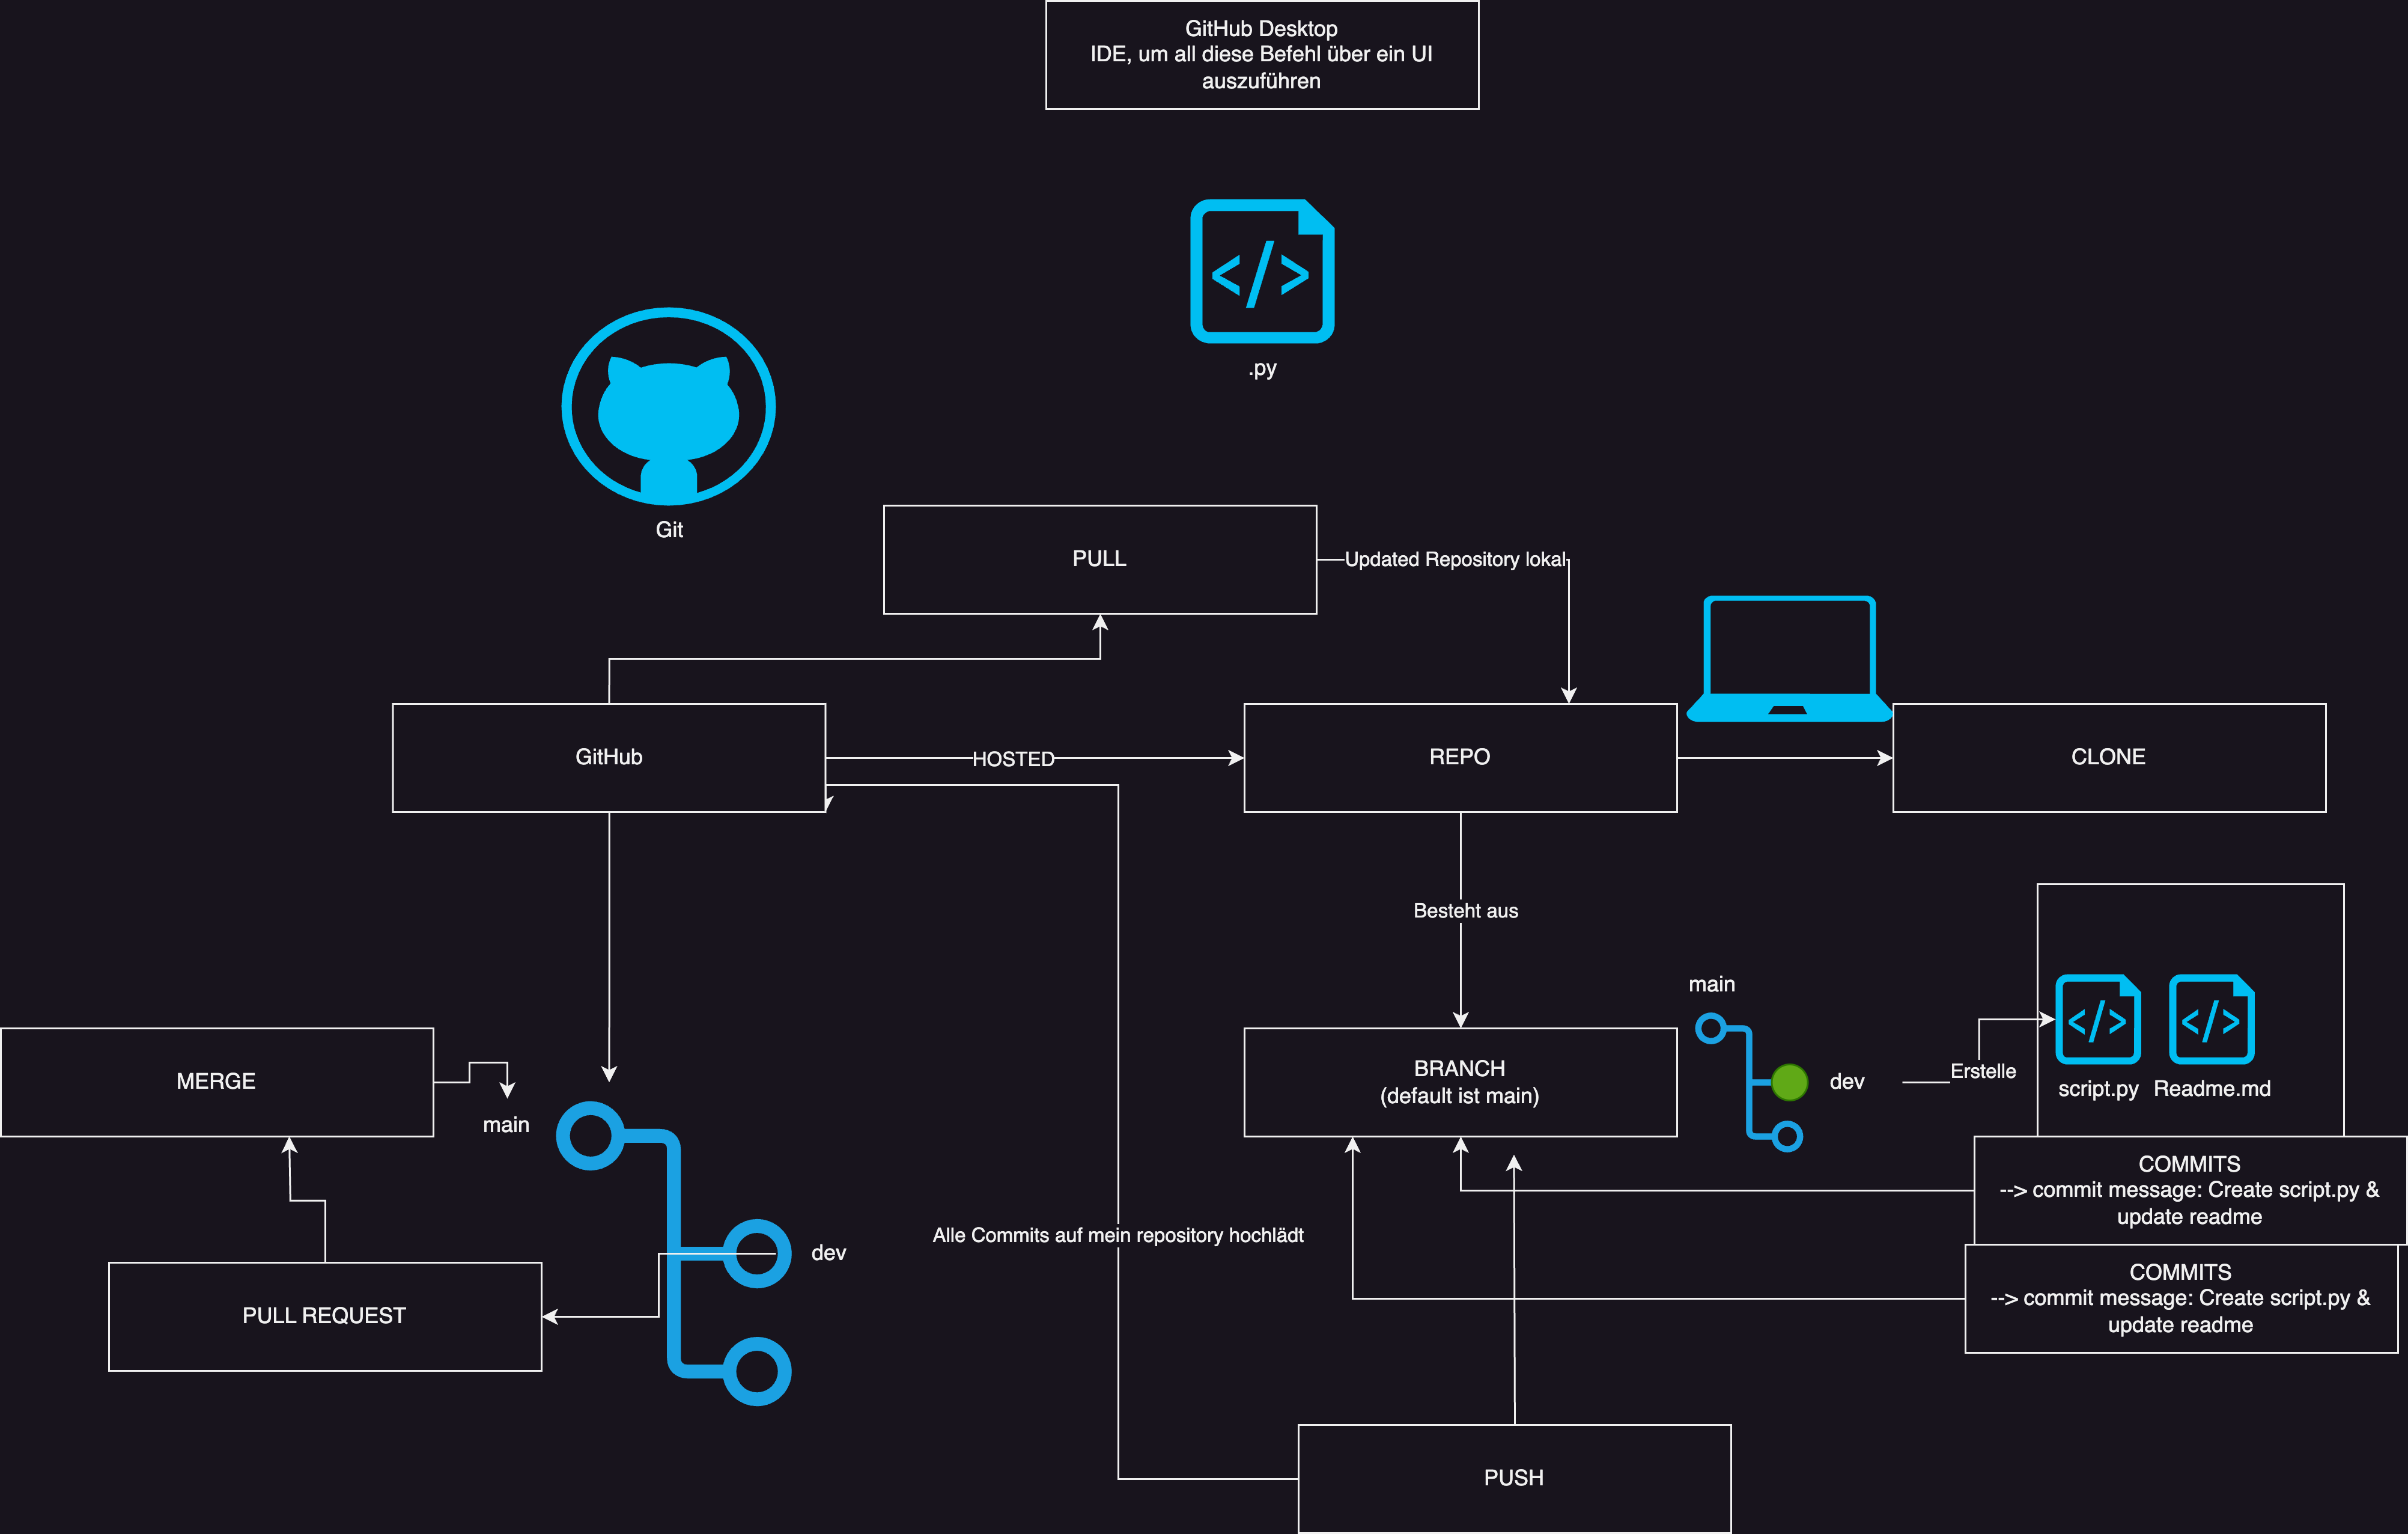 GitHub Desktop
IDE, um all diese Befehl über ein UI
auszuführen
.py
Git
PULL
Updated Repository lokal
GitHub
HOSTED
REPO
CLONE
Besteht aus
main
BRANCH
(default ist main)
dev
Erstelle
script.py
Readme.md
MERGE
main
COMMITS
--> commit message: Create script.py &
update readme
Alle Commits auf mein repository hochlädt
dev
COMMITS
--> commit message: Create script.py &
update readme
PULL REQUEST
PUSH